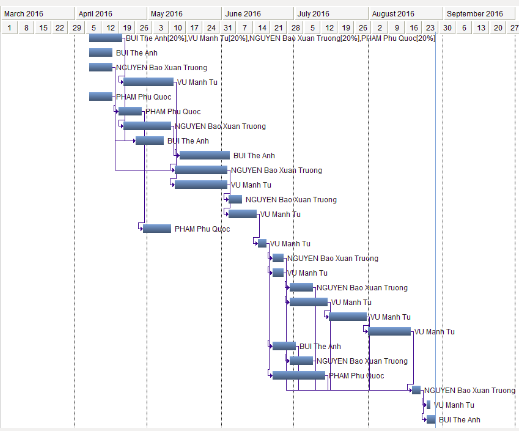 March 2016 April 2016 May 2016 June 2016 July 2016 August 2016 September 2016
1 8 15 22 29 5 12 19 26 3 10 17 24 31 7 14 21 28 5 12 19 26 2 9 16 23 30 6 13 20 27
BUI The Anh[20%],VU Manh Tu[20%],NGUYEN Bao Xuan Truong[20%],PHAM Phu Quoc[20%]
BUI The Anh
NGUYEN Bao Xuan Truong
VU Manh Tu
PHAM Phu Quoc
PHAM Phu Quoc
NGUYEN Bao Xuan Truong
BUI The Anh
BUI The Anh
NGUYEN Bao Xuan Truong
VU Manh Tu
NGUYEN Bao Xuan Truong
VU Manh Tu
PHAM Phu Quoc
VU Manh Tu
NGUYEN Bao Xuan Truong
VU Manh Tu
NGUYEN Bao Xuan Truong
VU Manh Tu
VU Manh Tu
VU Manh Tu
BUI The Anh
NGUYEN Bao Xuan Truong
PHAM Phu Quoc
NGUYEN Bao Xuan Truong
VU Manh Tu
BUI The Anh